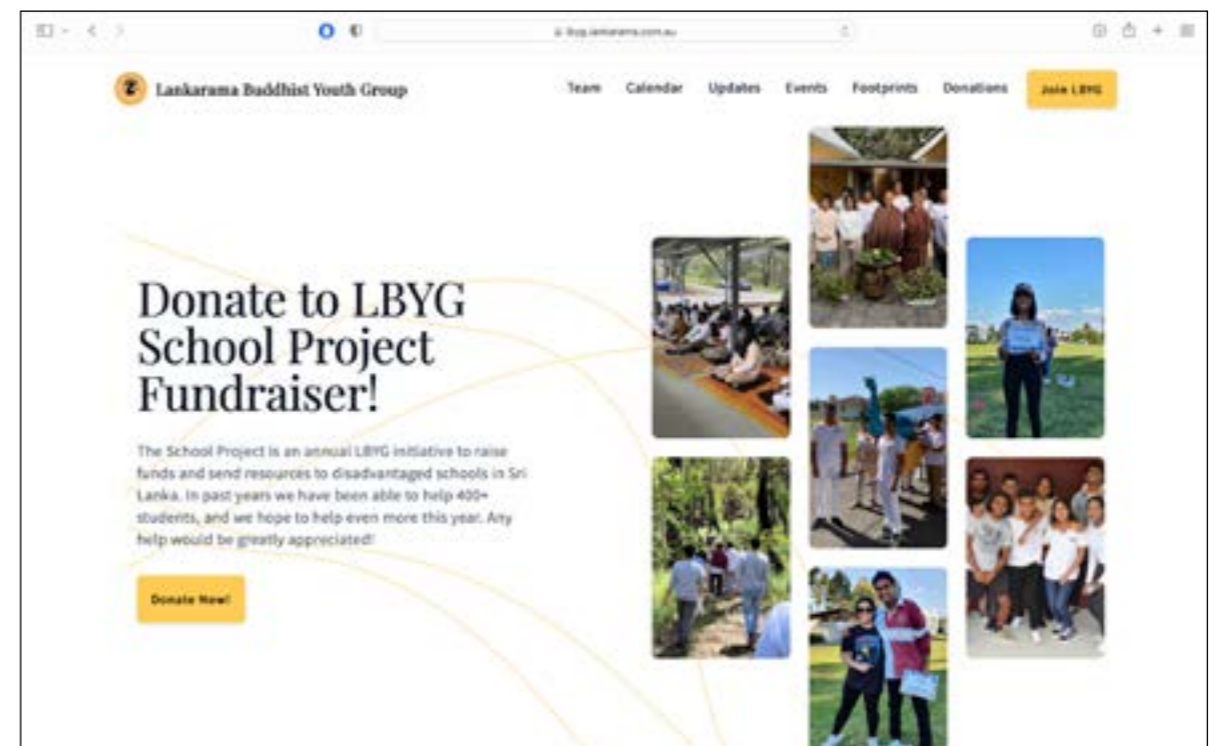 lbyg.lankarama.com.au
Lankarama Buddhist Youth Group
Team Calendar Updates Events Footprints Donations Join LBYG
Donate to LBYG
School Project
Fundraiser!
The School Project is an annual LBYG initiative to raise
funds and send resources to disadvantaged schools in Sri
Lanka. In past years we have been able to help 400+
students, and we hope to help even more this year. Any
help would be greatly appreciated!
Donate Now!